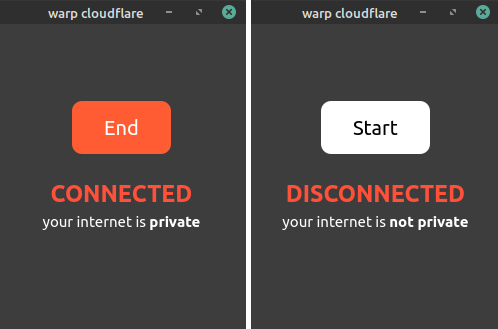 warp cloudflare
End
CONNECTED
your internet is private
warp cloudflare
Start
DISCONNECTED
your internet is not private